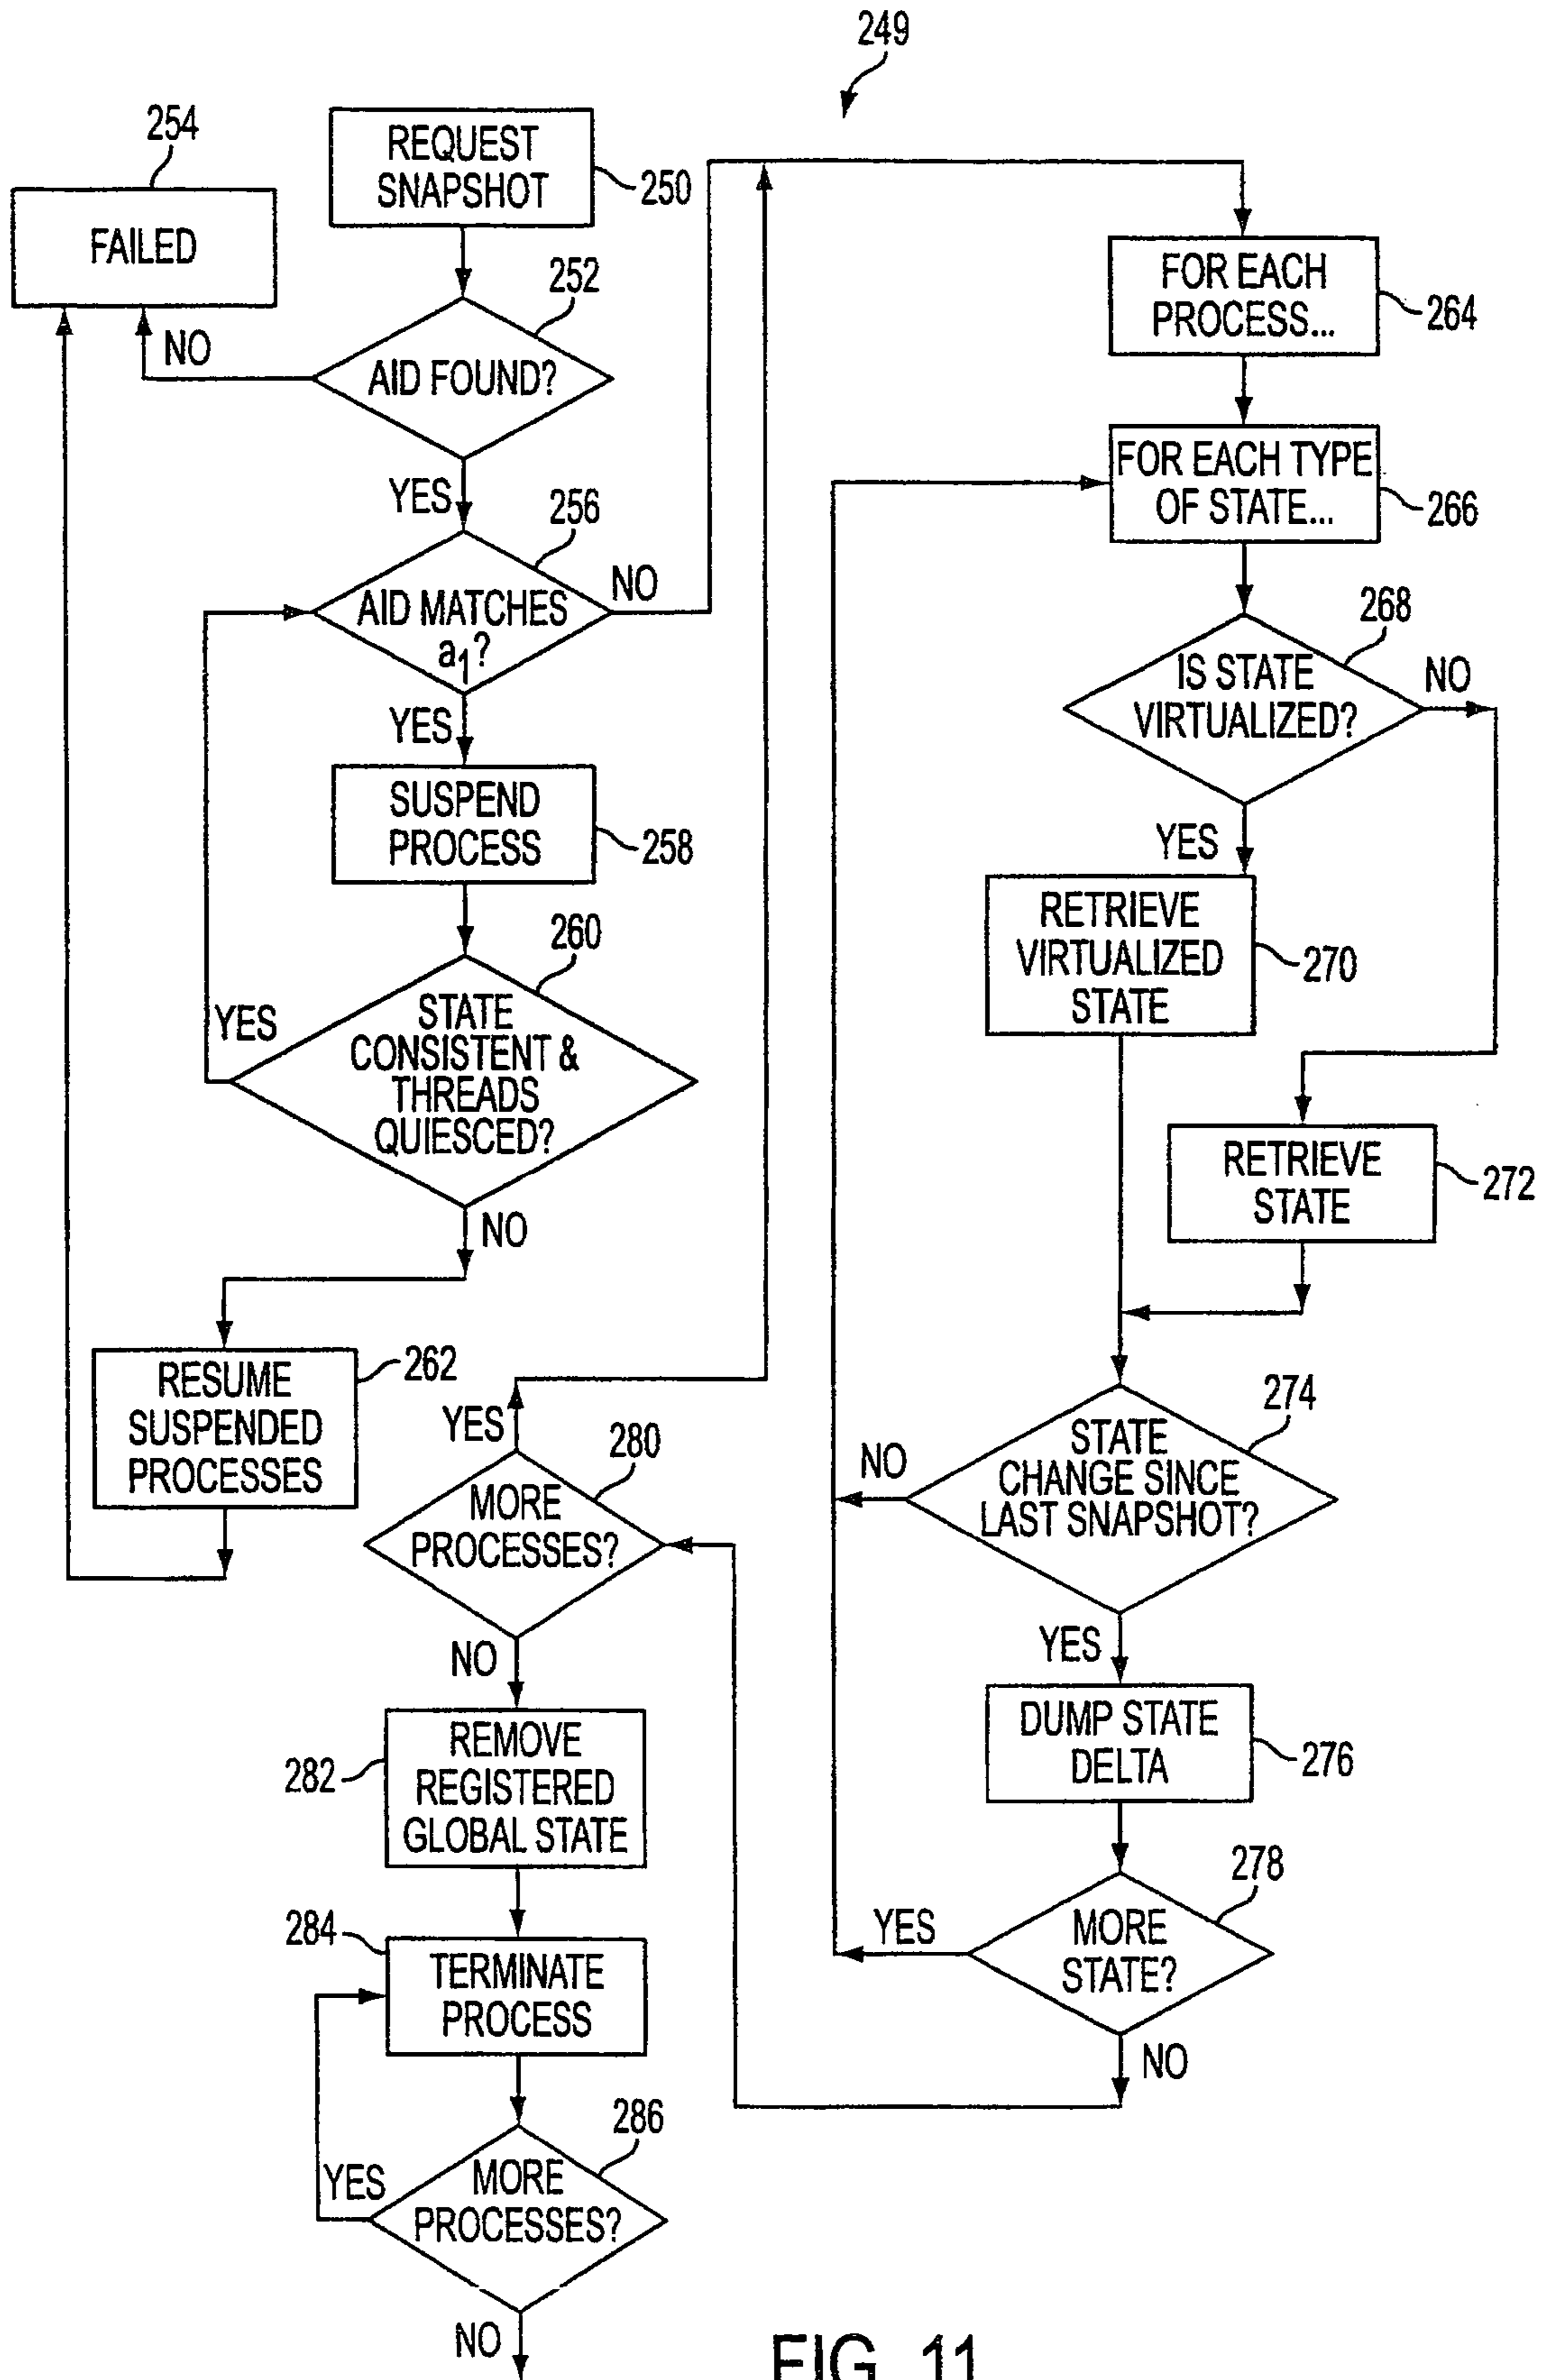 249
254
REQUEST
SNAPSHOT
250
FAILED
252
NO
AID FOUND?
YES
256
AID MATCHES
a1?
NO
YES
SUSPEND
PROCESS
258
260
YES
STATE
CONSISTENT &
THREADS
QUIESCED?
NO
RESUME
SUSPENDED
PROCESSES
262
FOR EACH
PROCESS...
264
FOR EACH TYPE
OF STATE...
266
268
IS STATE
VIRTUALIZED?
NO
YES
RETRIEVE
VIRTUALIZED
STATE
270
RETRIEVE
STATE
272
274
STATE
CHANGE SINCE
LAST SNAPSHOT?
NO
YES
DUMP STATE
DELTA
276
278
MORE
STATE?
YES
NO
YES
280
MORE
PROCESSES?
NO
282
REMOVE
REGISTERED
GLOBAL STATE
284
TERMINATE
PROCESS
286
YES
MORE
PROCESSES?
NO
FIG. 11